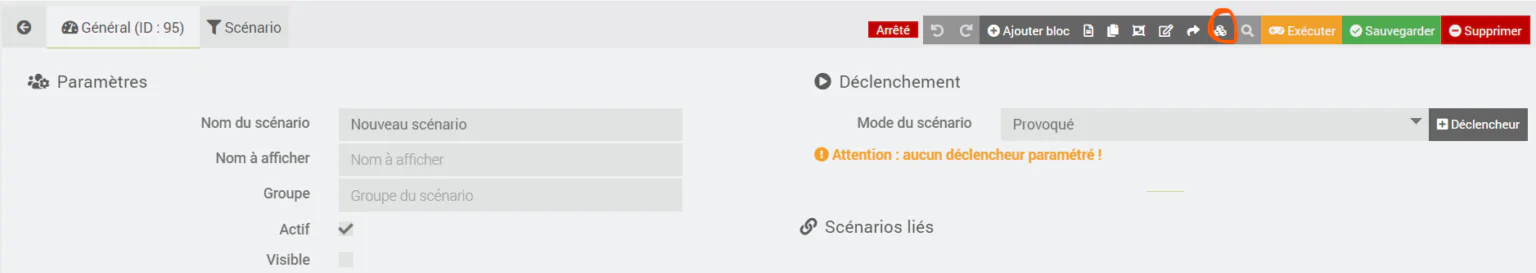 Général (ID : 95) Scénario Arrêté Ajouter bloc Exécuter Sauvegarder Supprimer
Paramètres
Nom du scénario Nouveau scénario
Nom à afficher Nom à afficher
Groupe Groupe du scénario
Actif
Visible
Déclenchement
Mode du scénario Provoqué Déclencheur
Attention : aucun déclencheur paramétré !
Scénarios liés